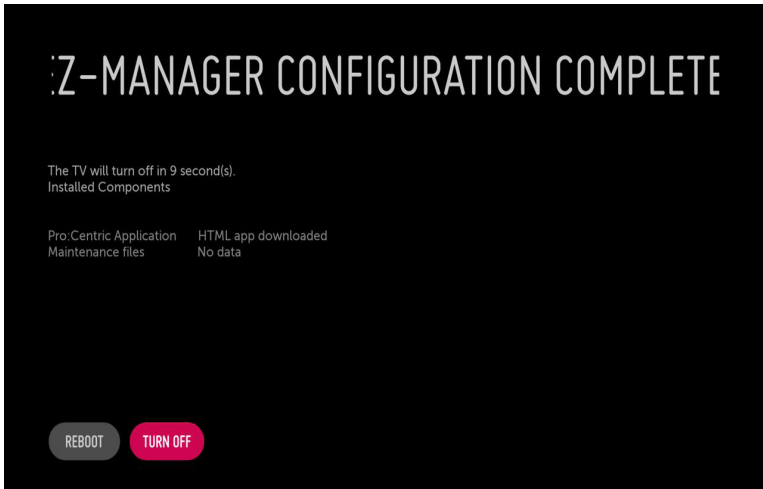 EZ-MANAGER CONFIGURATION COMPLETE
The TV will turn off in 9 second(s).
Installed Components
Pro:Centric Application HTML app downloaded
Maintenance files No data
REBOOT TURN OFF